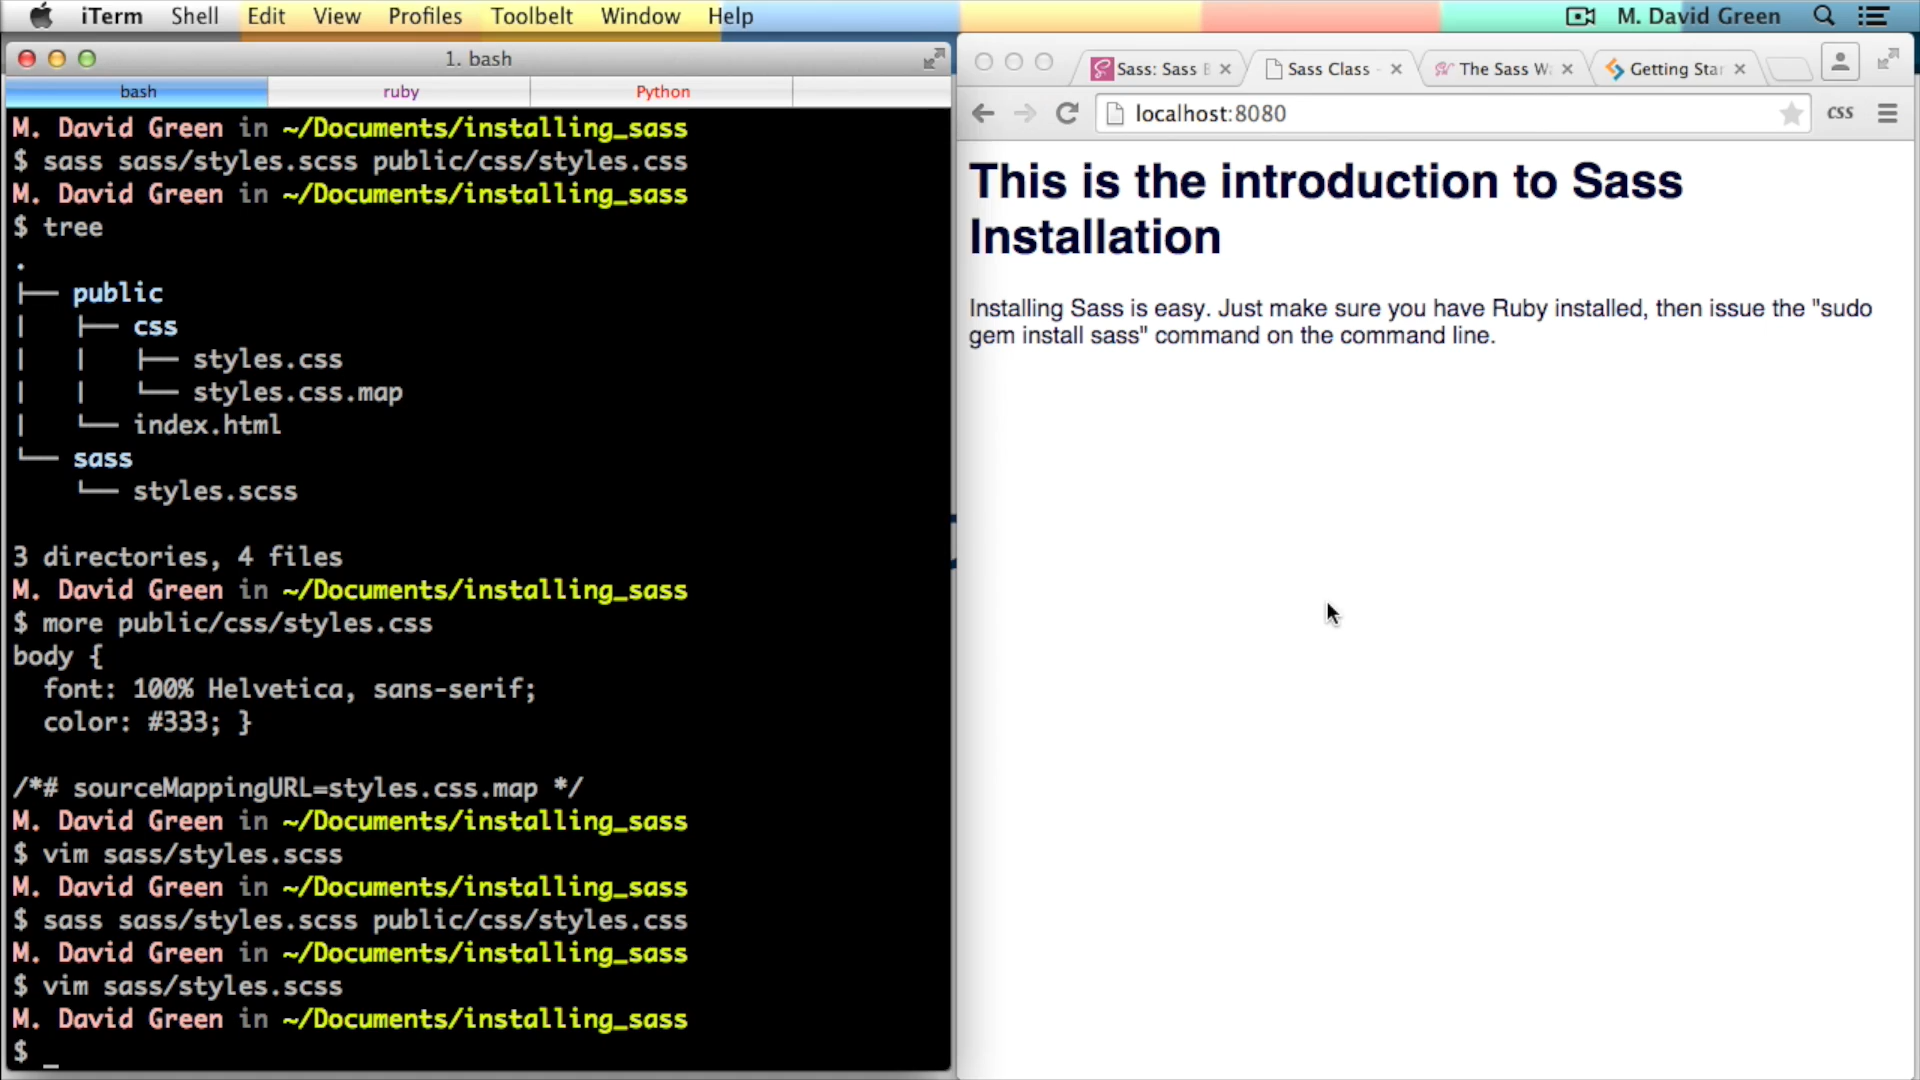 iTerm Shell Edit View Profiles Toolbelt Window Help M. David Green
1. bash
bash ruby Python
M. David Green in ~/Documents/installing_sass
$ sass sass/styles.scss public/css/styles.css
M. David Green in ~/Documents/installing_sass
$ tree
.
├── public
│   ├── css
│   │   ├── styles.css
│   │   └── styles.css.map
│   └── index.html
└── sass
    └── styles.scss
3 directories, 4 files
M. David Green in ~/Documents/installing_sass
$ more public/css/styles.css
body {
  font: 100% Helvetica, sans-serif;
  color: #333; }
/*# sourceMappingURL=styles.css.map */
M. David Green in ~/Documents/installing_sass
$ vim sass/styles.scss
M. David Green in ~/Documents/installing_sass
$ sass sass/styles.scss public/css/styles.css
M. David Green in ~/Documents/installing_sass
$ vim sass/styles.scss
M. David Green in ~/Documents/installing_sass
$ _
Sass: Sass Sass Class - The Sass W Getting Star
localhost:8080 CSS
This is the introduction to Sass
Installation
Installing Sass is easy. Just make sure you have Ruby installed, then issue the "sudo
gem install sass" command on the command line.